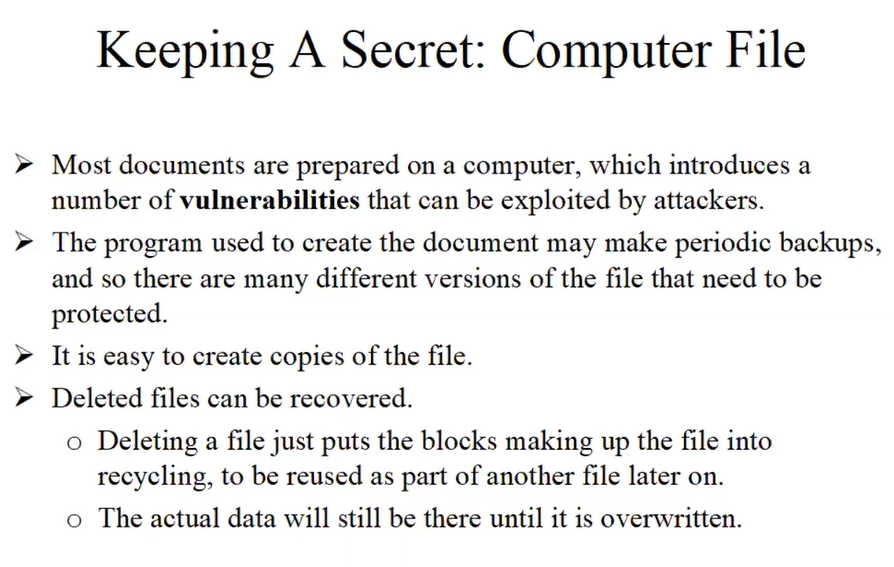 Keeping A Secret: Computer File
➢ Most documents are prepared on a computer, which introduces a
number of vulnerabilities that can be exploited by attackers.
➢ The program used to create the document may make periodic backups,
and so there are many different versions of the file that need to be
protected.
➢ It is easy to create copies of the file.
➢ Deleted files can be recovered.
o Deleting a file just puts the blocks making up the file into
recycling, to be reused as part of another file later on.
o The actual data will still be there until it is overwritten.